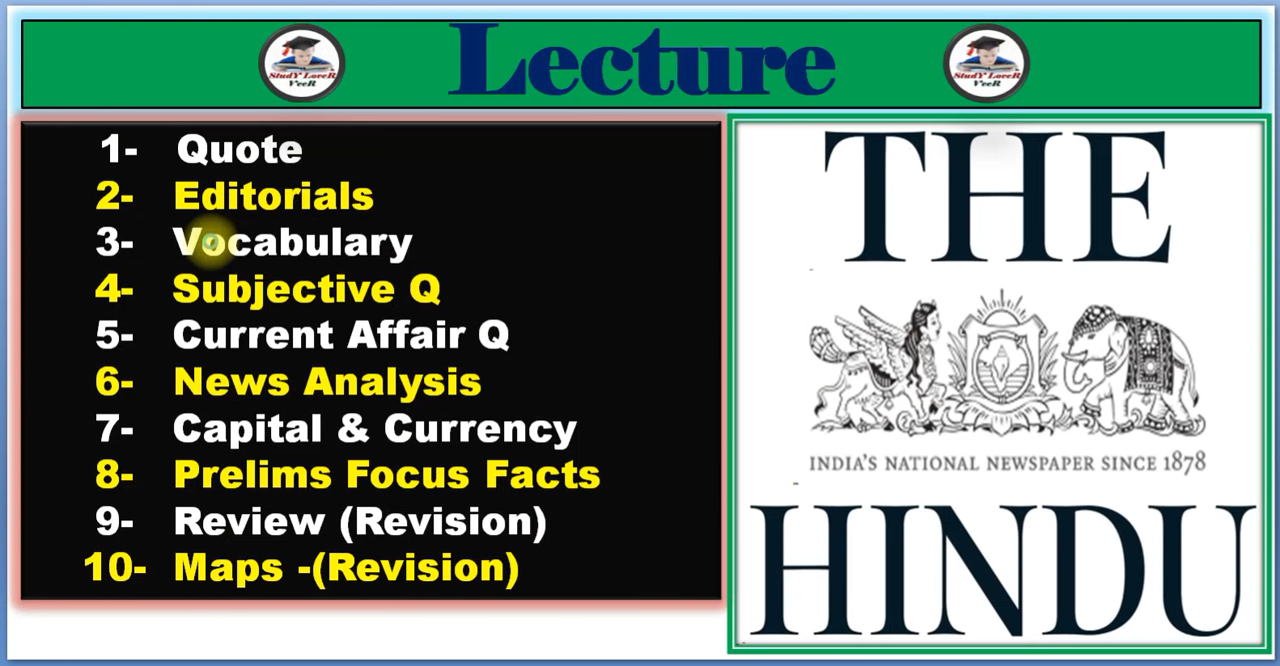 Lecture
StudY LoveR
VeeR
StudY LoveR
VeeR
1- Quote
2- Editorials
3- Vocabulary
4- Subjective Q
5- Current Affair Q
6- News Analysis
7- Capital & Currency
8- Prelims Focus Facts
9- Review (Revision)
10- Maps -(Revision)
THE
INDIA'S NATIONAL NEWSPAPER SINCE 1878
HINDU